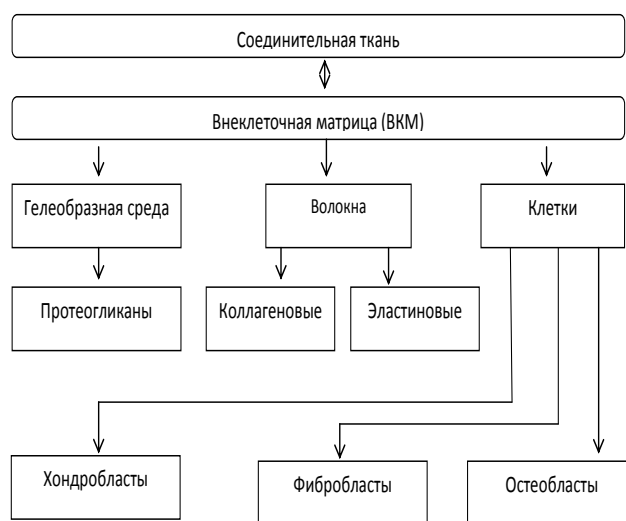 Соединительная ткань
Внеклеточная матрица (ВКМ)
Гелеобразная среда
Волокна
Клетки
Протеогликаны
Коллагеновые
Эластиновые
Хондробласты
Фибробласты
Остеобласты